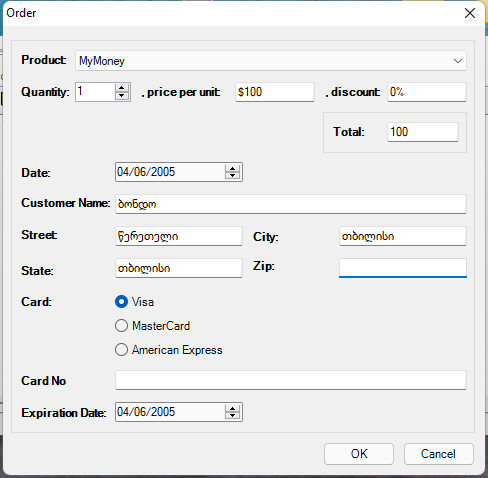 Order
Product: MyMoney
Quantity: 1 , price per unit: $100 , discount: 0%
Total: 100
Date: 04/06/2005
Customer Name: ბონდო
Street: წერეთელი City: თბილისი
State: თბილისი Zip:
Card: Visa
MasterCard
American Express
Card No
Expiration Date: 04/06/2005
OK Cancel